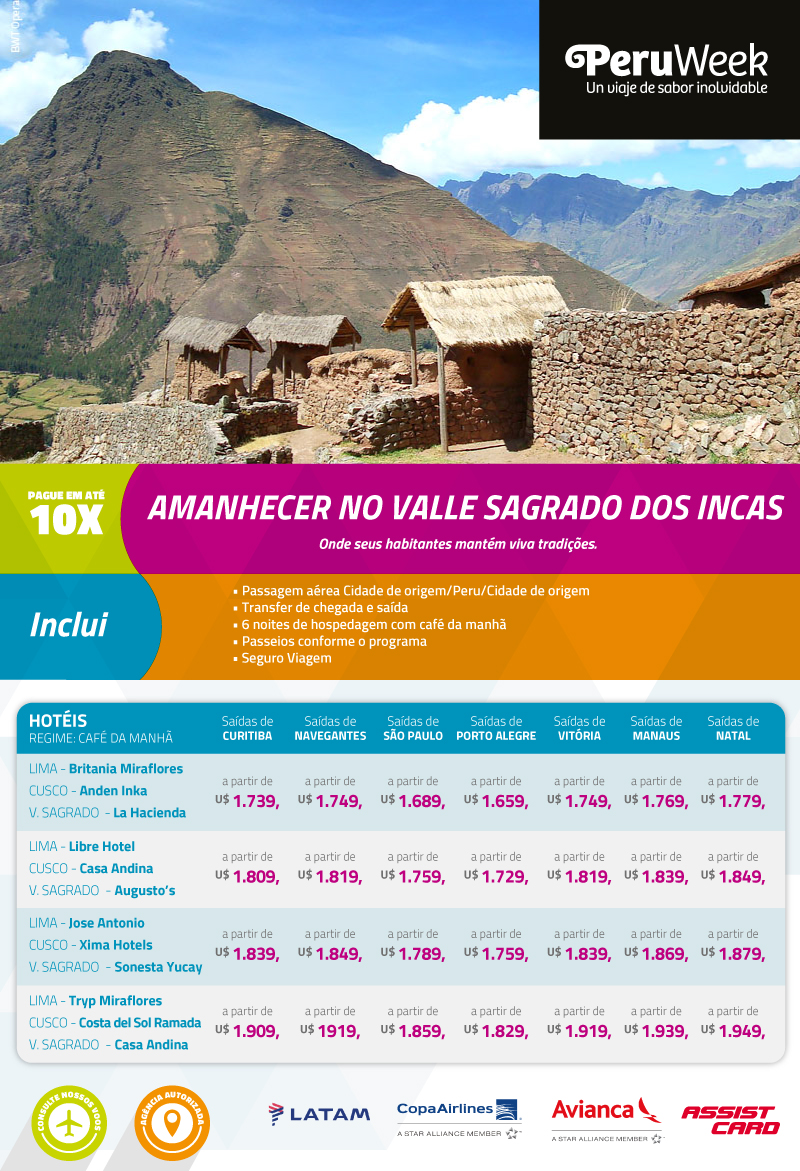 BWT Opera
PeruWeek
Un viaje de sabor inolvidable
PAGUE EM ATÉ
10X
AMANHECER NO VALLE SAGRADO DOS INCAS
Onde seus habitantes mantém viva tradições.
Inclui
• Passagem aérea Cidade de origem/Peru/Cidade de origem
• Transfer de chegada e saída
• 6 noites de hospedagem com café da manhã
• Passeios conforme o programa
• Seguro Viagem
HOTÉIS
REGIME: CAFÉ DA MANHÃ
Saídas de CURITIBA
Saídas de NAVEGANTES
Saídas de SÃO PAULO
Saídas de PORTO ALEGRE
Saídas de VITÓRIA
Saídas de MANAUS
Saídas de NATAL
LIMA - Britania Miraflores
CUSCO - Anden Inka
V. SAGRADO - La Hacienda
a partir de a partir de a partir de a partir de a partir de a partir de a partir de
U$ 1.739, U$ 1.749, U$ 1.689, U$ 1.659, U$ 1.749, U$ 1.769, U$ 1.779,
LIMA - Libre Hotel
CUSCO - Casa Andina
V. SAGRADO - Augusto's
a partir de a partir de a partir de a partir de a partir de a partir de a partir de
U$ 1.809, U$ 1.819, U$ 1.759, U$ 1.729, U$ 1.819, U$ 1.839, U$ 1.849,
LIMA - Jose Antonio
CUSCO - Xima Hotels
V. SAGRADO - Sonesta Yucay
a partir de a partir de a partir de a partir de a partir de a partir de a partir de
U$ 1.839, U$ 1.849, U$ 1.789, U$ 1.759, U$ 1.839, U$ 1.869, U$ 1.879,
LIMA - Tryp Miraflores
CUSCO - Costa del Sol Ramada
V. SAGRADO - Casa Andina
a partir de a partir de a partir de a partir de a partir de a partir de a partir de
U$ 1.909, U$ 1919, U$ 1.859, U$ 1.829, U$ 1.919, U$ 1.939, U$ 1.949,
CONSULTE NOSSOS VOOS
AGÊNCIA AUTORIZADA
LATAM
CopaAirlines
A STAR ALLIANCE MEMBER
Avianca
A STAR ALLIANCE MEMBER
ASSIST
CARD